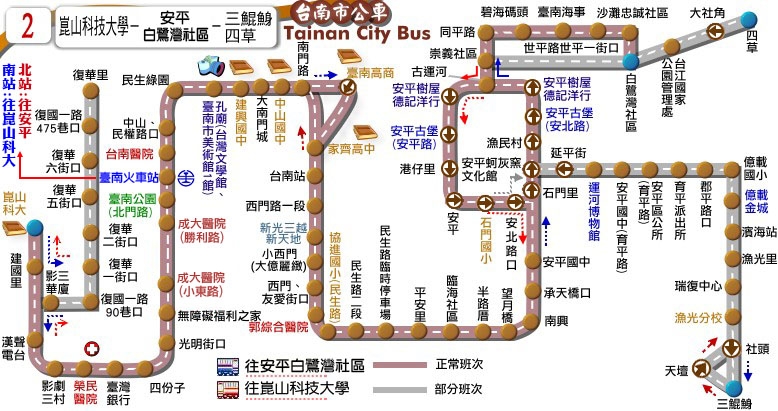 2
崑山科技大學－
安平
白鷺灣社區
－三鯤鯓
四草
台南市公車
Tainan City Bus
北站:往安平
南站:往崑山科大
崑山
科大
建國里
漢聲
電台
影劇
三村
榮民
醫院
臺灣
銀行
四份子
影三
華廈
復國一路
90巷口
復華
一街口
復華
二街口
復華
五街口
復華
六街口
復國一路
475巷口
復華里
光明街口
無障礙福利之家
成大醫院
(小東路)
成大醫院
(勝利路)
臺南公園
(北門路)
臺南火車站
台南醫院
中山、
民權路口
民生綠園
孔廟(台灣文學館、
臺南市美術館1館)
建興國中
大南門城
中山國中
南門路
臺南高商
家齊高中
台南站
西門路一段
新光三越
新天地
小西門
(大億麗緻)
西門、
友愛街口
郭綜合醫院
協進國小(民生路)
民生路二段
民生路臨時停車場
平安里
臨海社區
半路厝
望月橋
南興
承天橋口
安平國中
石門里
安平蚵灰窯
文化館
漁民村
安平古堡
(安北路)
安平樹屋
德記洋行
安平樹屋
德記洋行
安平古堡
(安平路)
港仔里
安平
石門國小
安北路口
古運河
崇義社區
同平路
碧海碼頭
臺南海事
沙灘忠誠社區
世平路世平一街口
白鷺灣社區
台江國家
公園管理處
大社角
四草
延平街
運河博物館
安平國中(育平路)
安平區公所
(育平路)
育平派出所
郡平路口
億載
國小
億載
金城
濱海站
漁光里
瑞復中心
漁光分校
社頭
天壇
三鯤鯓
往安平白鷺灣社區
往崑山科技大學
正常班次
部分班次